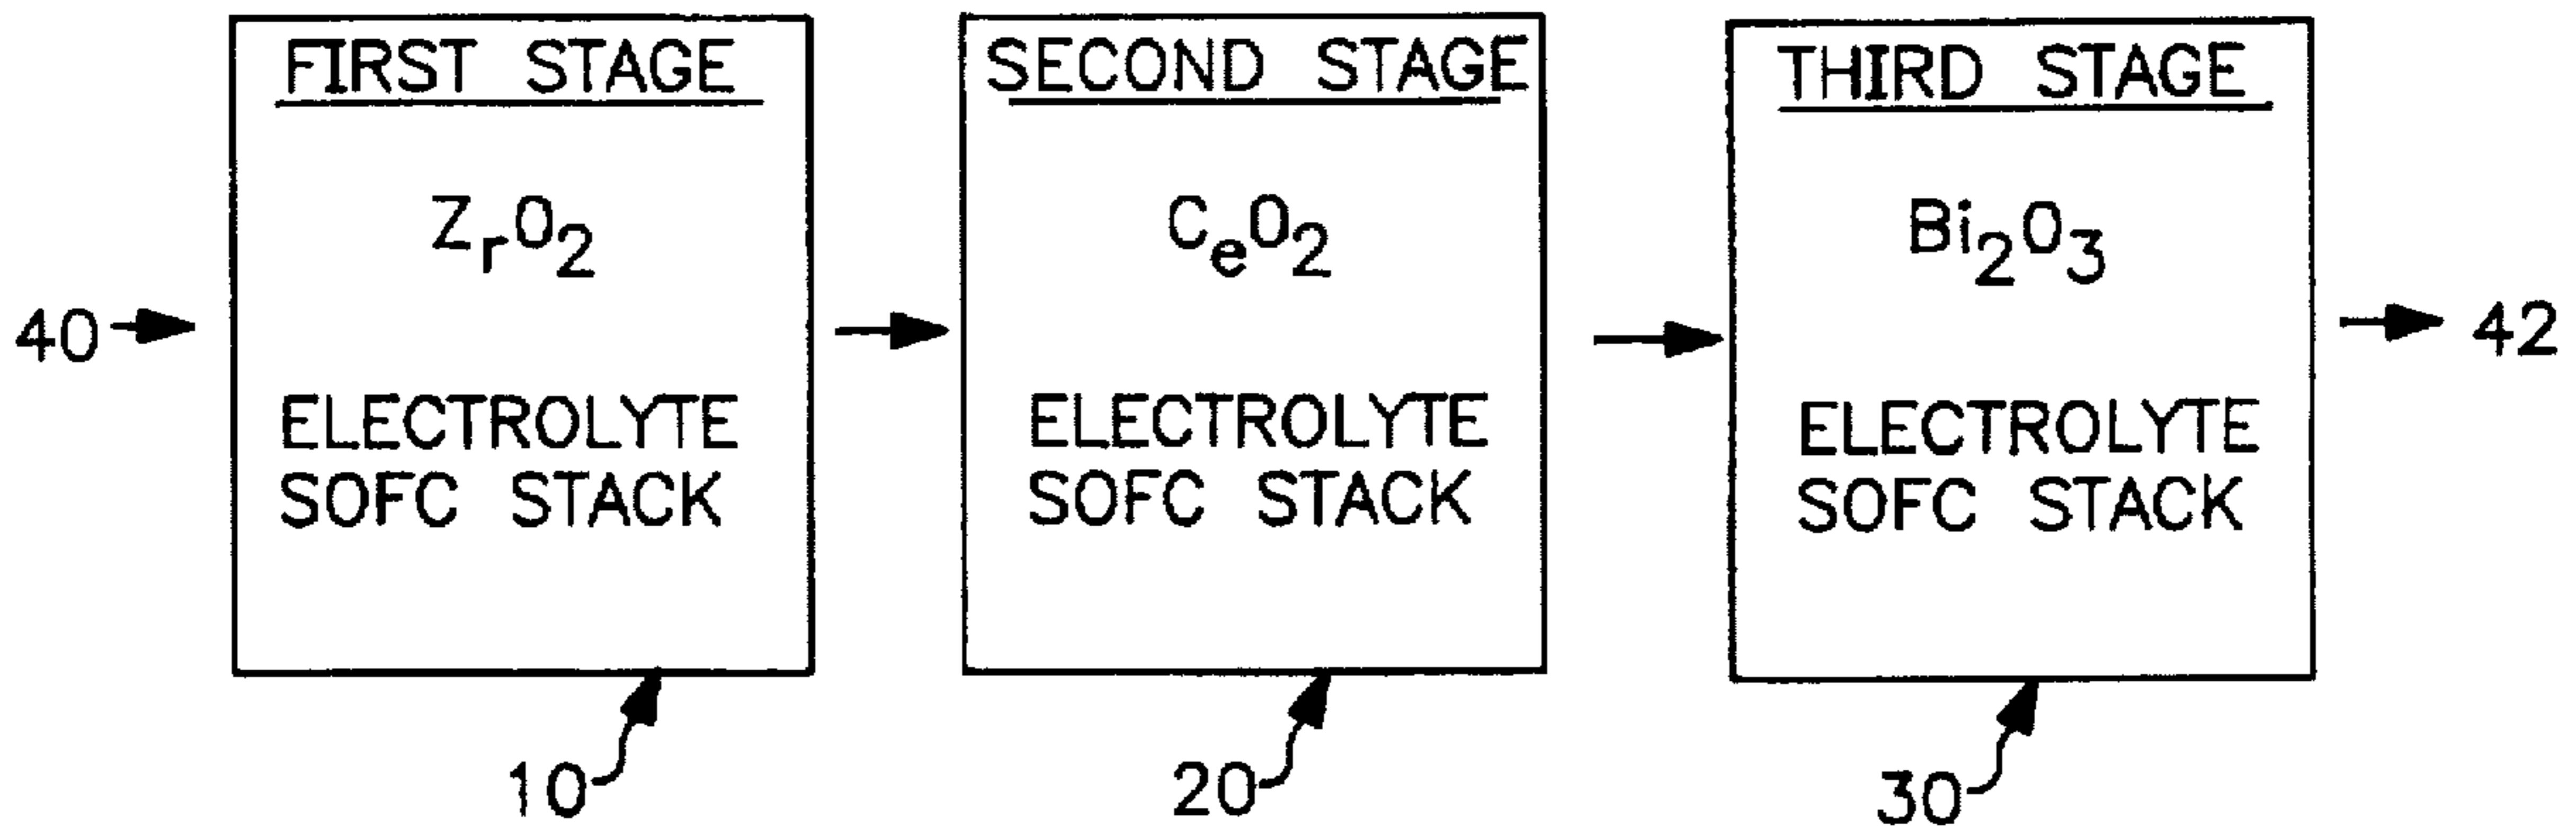 FIRST STAGE
ZrO2
ELECTROLYTE
SOFC STACK
10
SECOND STAGE
CeO2
ELECTROLYTE
SOFC STACK
20
THIRD STAGE
Bi2O3
ELECTROLYTE
SOFC STACK
30
40
42